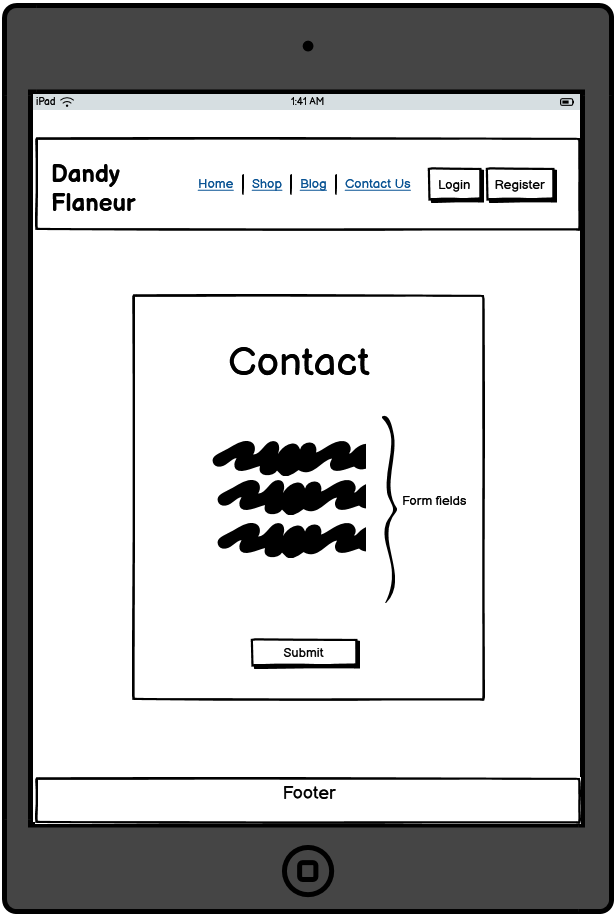 iPad 1:41 AM
Dandy
Flaneur
Home Shop Blog Contact Us Login Register
Contact
Form fields
Submit
Footer